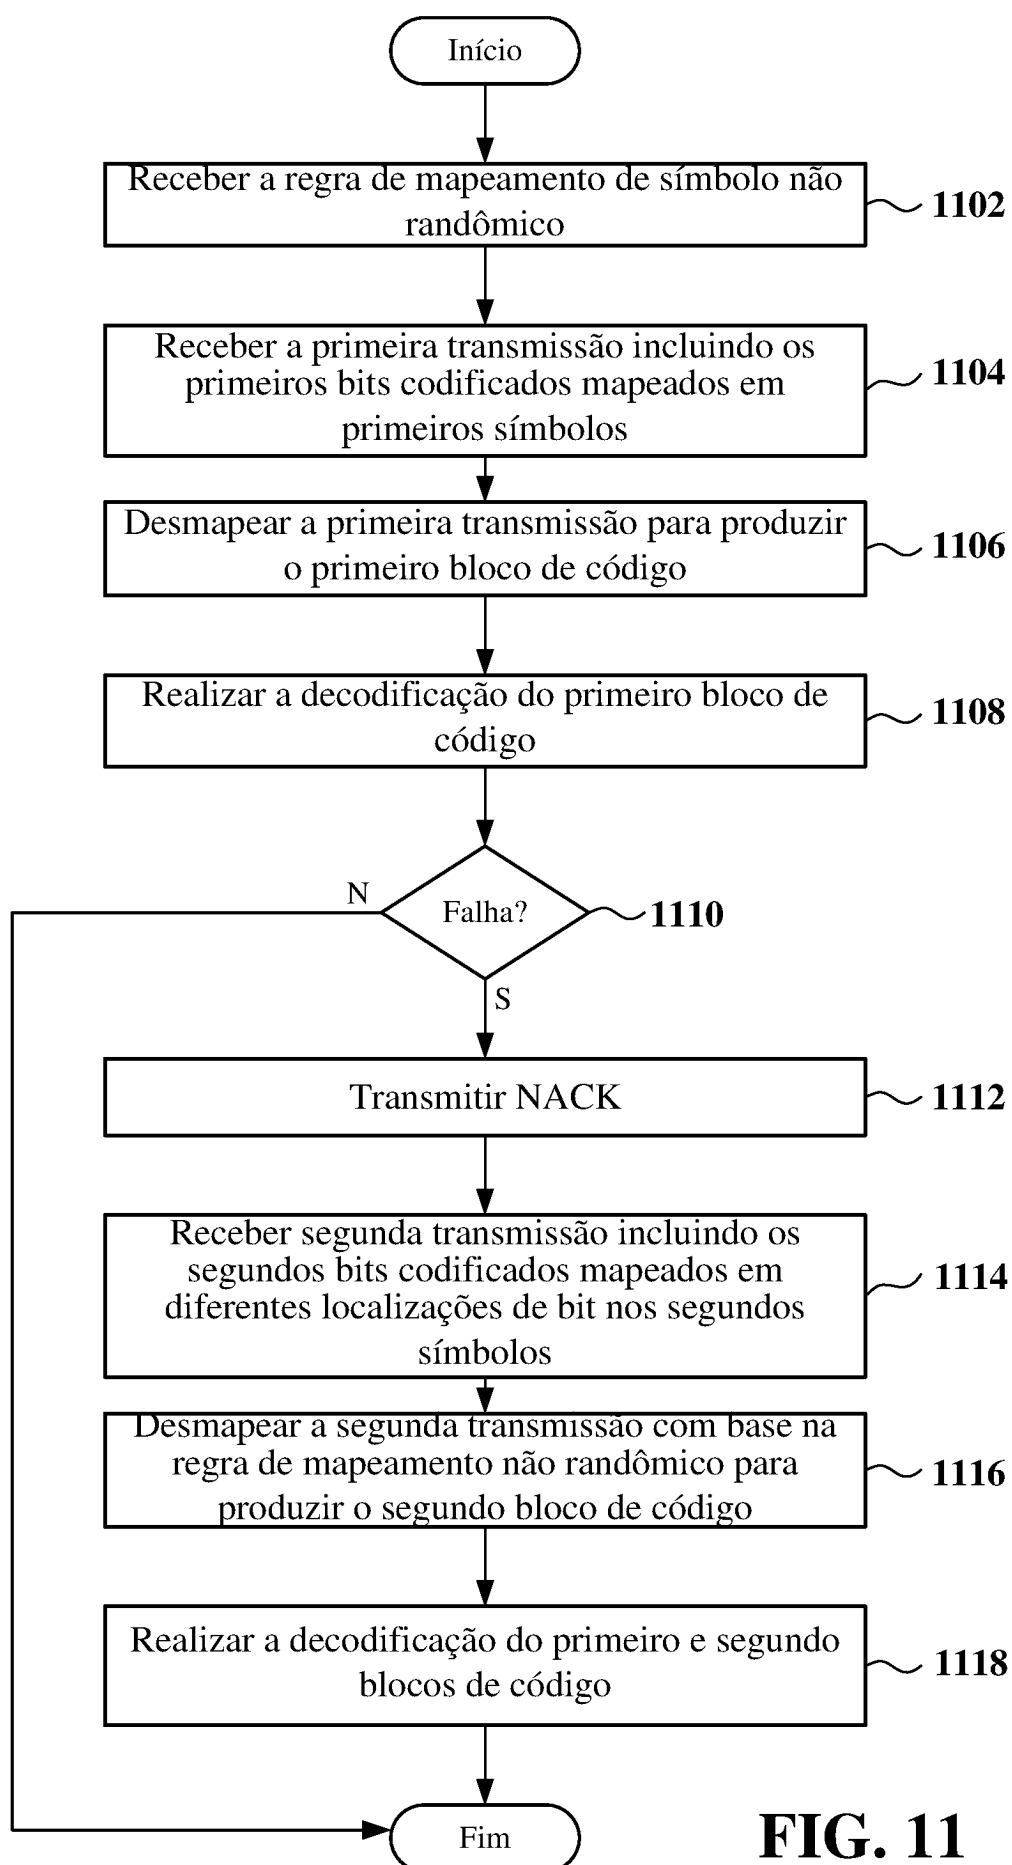 Início
Receber a regra de mapeamento de símbolo não
randômico
1102
Receber a primeira transmissão incluindo os
primeiros bits codificados mapeados em
primeiros símbolos
1104
Desmapear a primeira transmissão para produzir
o primeiro bloco de código
1106
Realizar a decodificação do primeiro bloco de
código
1108
N
Falha?
1110
S
Transmitir NACK
1112
Receber segunda transmissão incluindo os
segundos bits codificados mapeados em
diferentes localizações de bit nos segundos
símbolos
1114
Desmapear a segunda transmissão com base na
regra de mapeamento não randômico para
produzir o segundo bloco de código
1116
Realizar a decodificação do primeiro e segundo
blocos de código
1118
Fim
FIG. 11